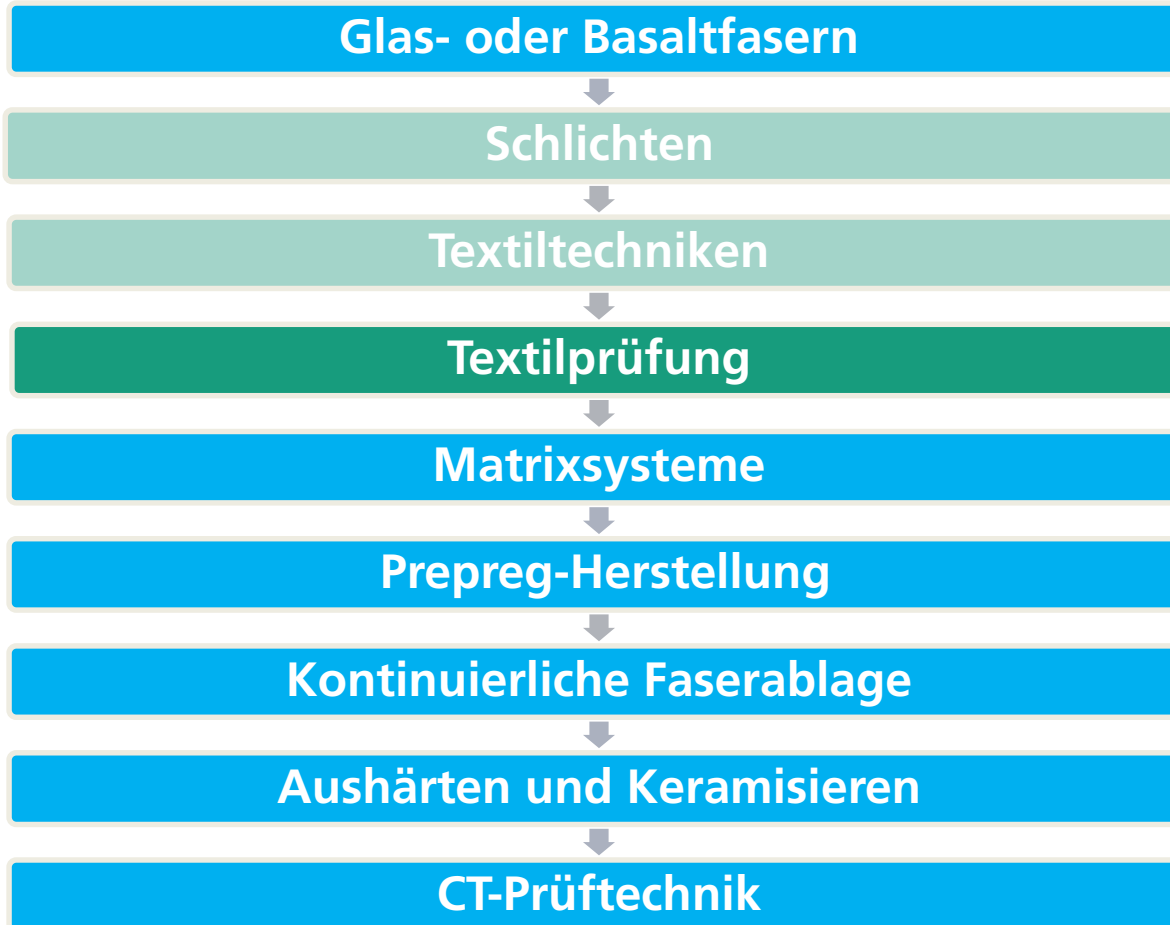 Glas- oder Basaltfasern
Schlichten
Textiltechniken
Textilprüfung
Matrixsysteme
Prepreg-Herstellung
Kontinuierliche Faserablage
Aushärten und Keramisieren
CT-Prüftechnik